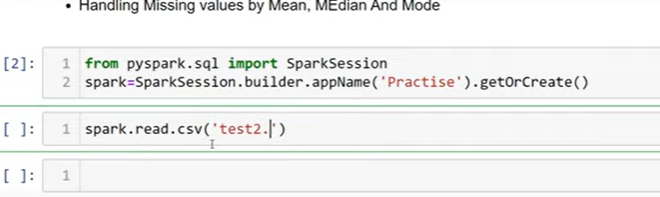 • Handling Missing values by Mean, MEdian And Mode
[2]: 1 from pyspark.sql import SparkSession
2 spark=SparkSession.builder.appName('Practise').getOrCreate()
[ ]: 1 spark.read.csv('test2.')
[ ]: 1